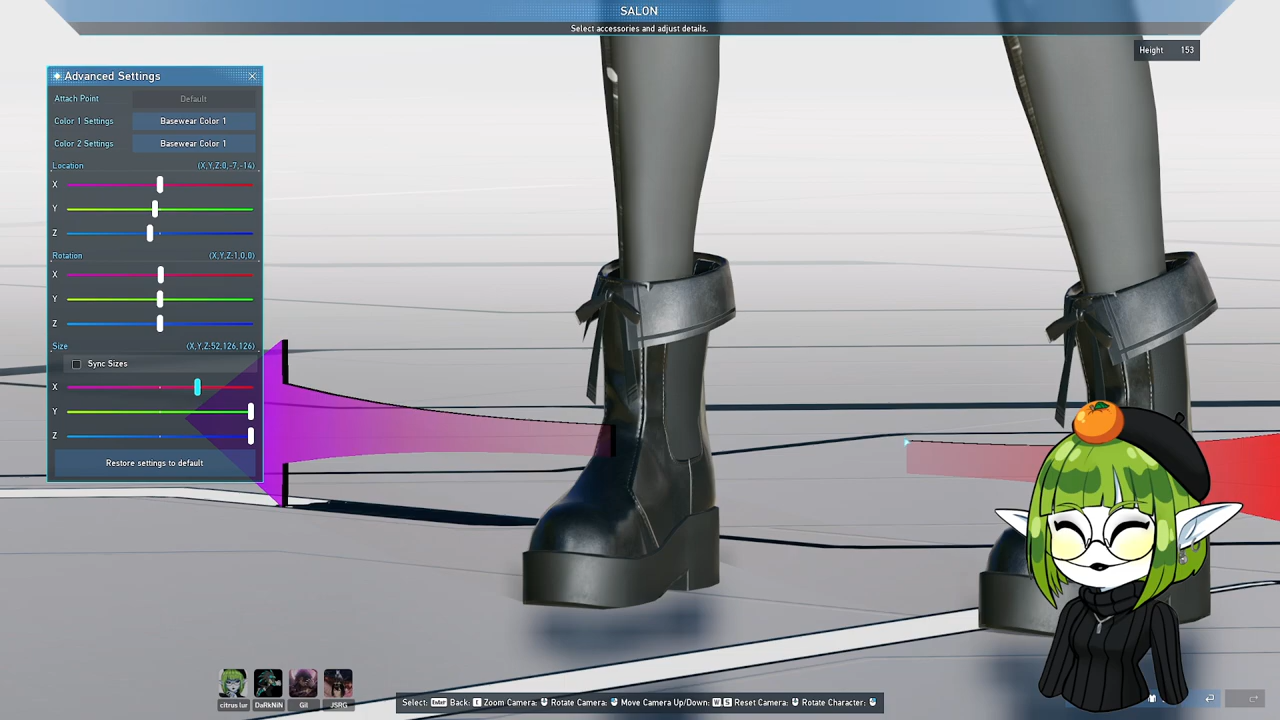 SALON
Select accessories and adjust details.
Height 153
Advanced Settings
Attach Point Default
Color 1 Settings Basewear Color 1
Color 2 Settings Basewear Color 1
Location (X,Y,Z:0,-7,-14)
X
Y
Z
Rotation (X,Y,Z:1,0,0)
X
Y
Z
Size (X,Y,Z:52,126,126)
Sync Sizes
X
Y
Z
Restore settings to default
citrus lur DaRkNiN Gil JSRG
Select: Enter Back: Zoom Camera: Rotate Camera: Move Camera Up/Down: W S Reset Camera: Rotate Character: